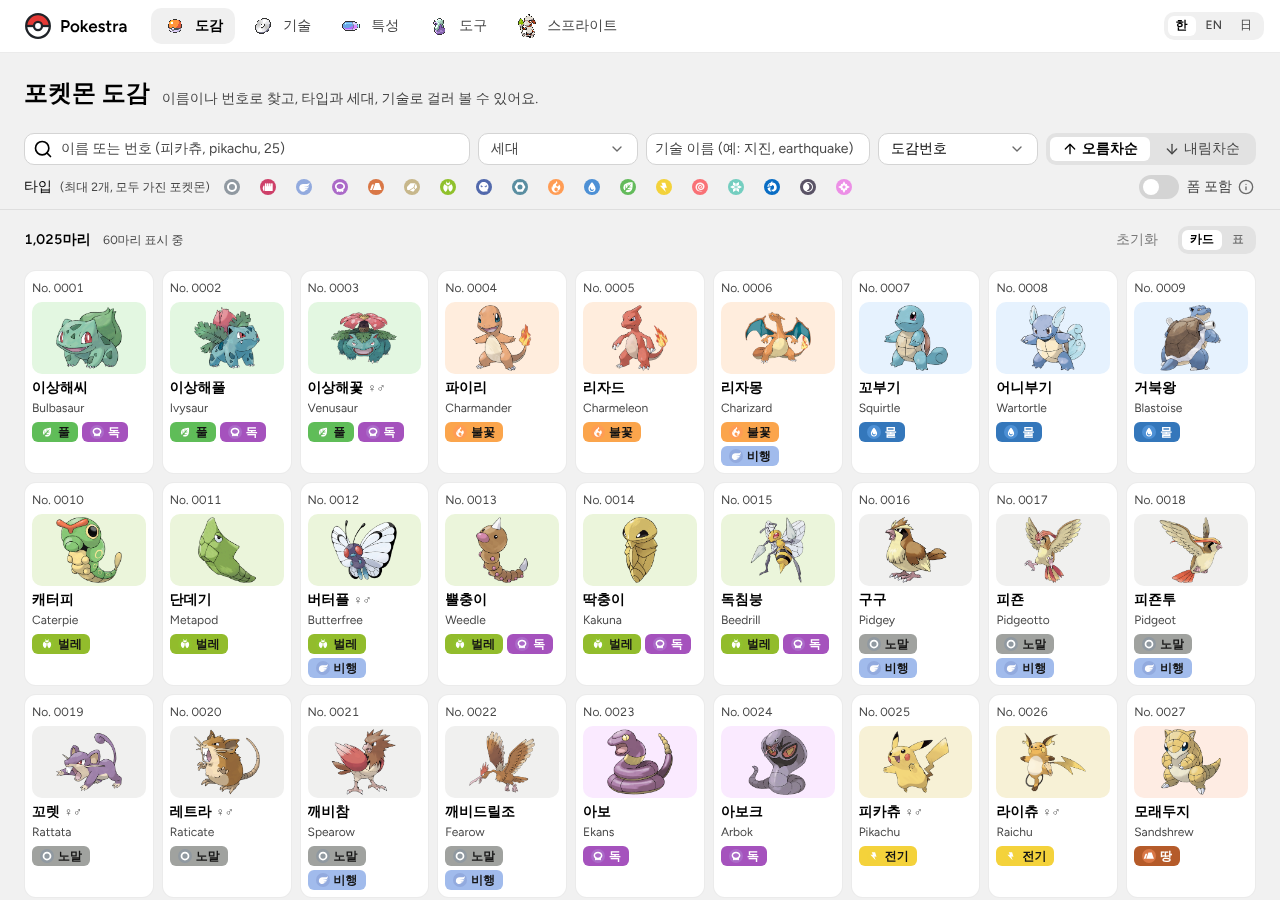 Pokestra 도감 기술 특성 도구 스프라이트 한 EN 日
포켓몬 도감 이름이나 번호로 찾고, 타입과 세대, 기술로 걸러 볼 수 있어요.
이름 또는 번호 (피카츄, pikachu, 25) 세대 기술 이름 (예: 지진, earthquake) 도감번호 오름차순 내림차순
타입 (최대 2개, 모두 가진 포켓몬) 폼 포함
1,025마리 60마리 표시 중 초기화 카드 표
No. 0001 No. 0002 No. 0003 No. 0004 No. 0005 No. 0006 No. 0007 No. 0008 No. 0009
이상해씨 이상해풀 이상해꽃 ♀♂ 파이리 리자드 리자몽 꼬부기 어니부기 거북왕
Bulbasaur Ivysaur Venusaur Charmander Charmeleon Charizard Squirtle Wartortle Blastoise
풀 독 풀 독 풀 독 불꽃 불꽃 불꽃 물 물 물
비행
No. 0010 No. 0011 No. 0012 No. 0013 No. 0014 No. 0015 No. 0016 No. 0017 No. 0018
캐터피 단데기 버터플 ♀♂ 뿔충이 딱충이 독침붕 구구 피죤 피죤투
Caterpie Metapod Butterfree Weedle Kakuna Beedrill Pidgey Pidgeotto Pidgeot
벌레 벌레 벌레 벌레 독 벌레 독 벌레 독 노말 노말 노말
비행 비행 비행 비행
No. 0019 No. 0020 No. 0021 No. 0022 No. 0023 No. 0024 No. 0025 No. 0026 No. 0027
꼬렛 ♀♂ 레트라 ♀♂ 깨비참 깨비드릴조 아보 아보크 피카츄 ♀♂ 라이츄 ♀♂ 모래두지
Rattata Raticate Spearow Fearow Ekans Arbok Pikachu Raichu Sandshrew
노말 노말 노말 노말 독 독 전기 전기 땅
비행 비행